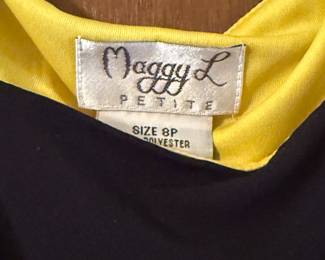 Maggy L
PETITE
SIZE 8P
POLYESTER